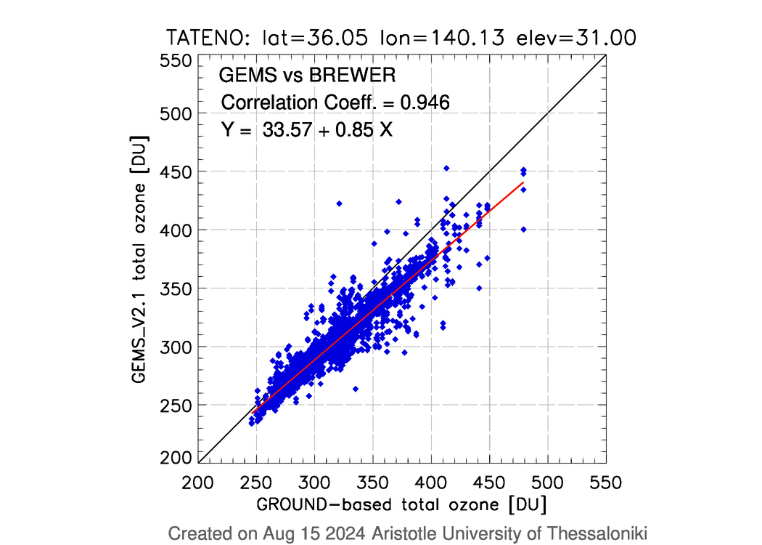 TATENO: lat=36.05 lon=140.13 elev=31.00
GEMS vs BREWER
Correlation Coeff. = 0.946
Y = 33.57 + 0.85 X
GEMS_V2.1 total ozone [DU]
550
500
450
400
350
300
250
200
200 250 300 350 400 450 500 550
GROUND-based total ozone [DU]
Created on Aug 15 2024 Aristotle University of Thessaloniki